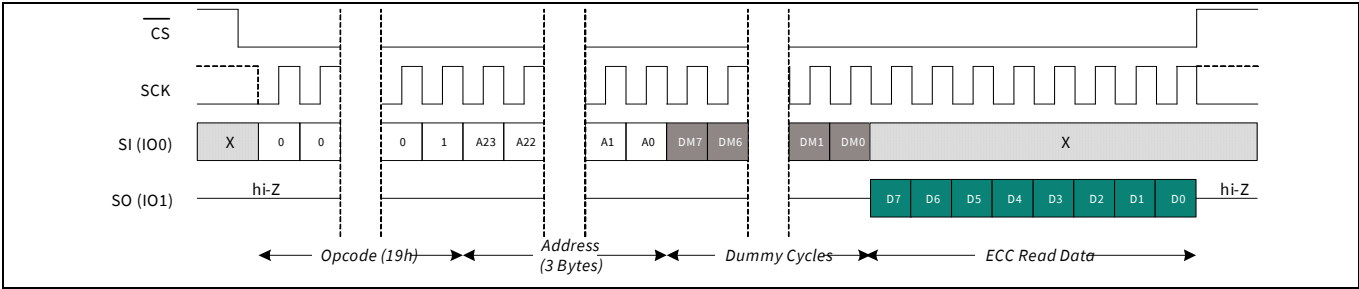 CS
SCK
SI (IO0) X 0 0 0 1 A23 A22 A1 A0 DM7 DM6 DM1 DM0 X
SO (IO1) hi-Z D7 D6 D5 D4 D3 D2 D1 D0 hi-Z
Opcode (19h) Address (3 Bytes) Dummy Cycles ECC Read Data